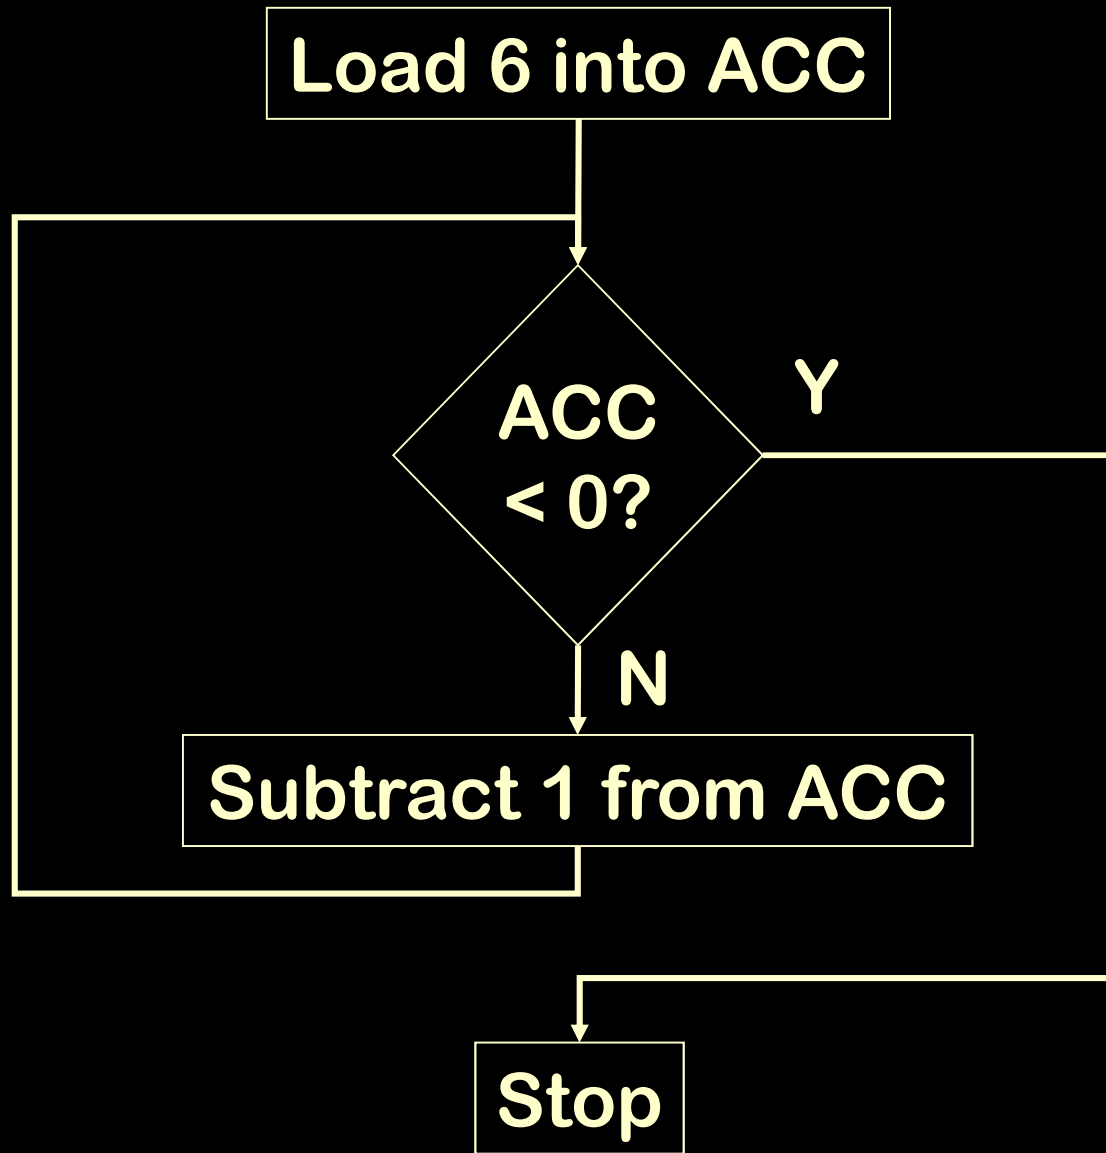 Load 6 into ACC
ACC
< 0?
Y
N
Subtract 1 from ACC
Stop